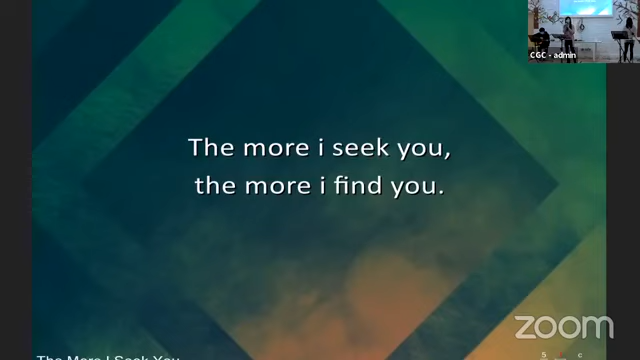 CGC - admin
The more i seek you,
the more i find you.
zoom
The More I Seek You